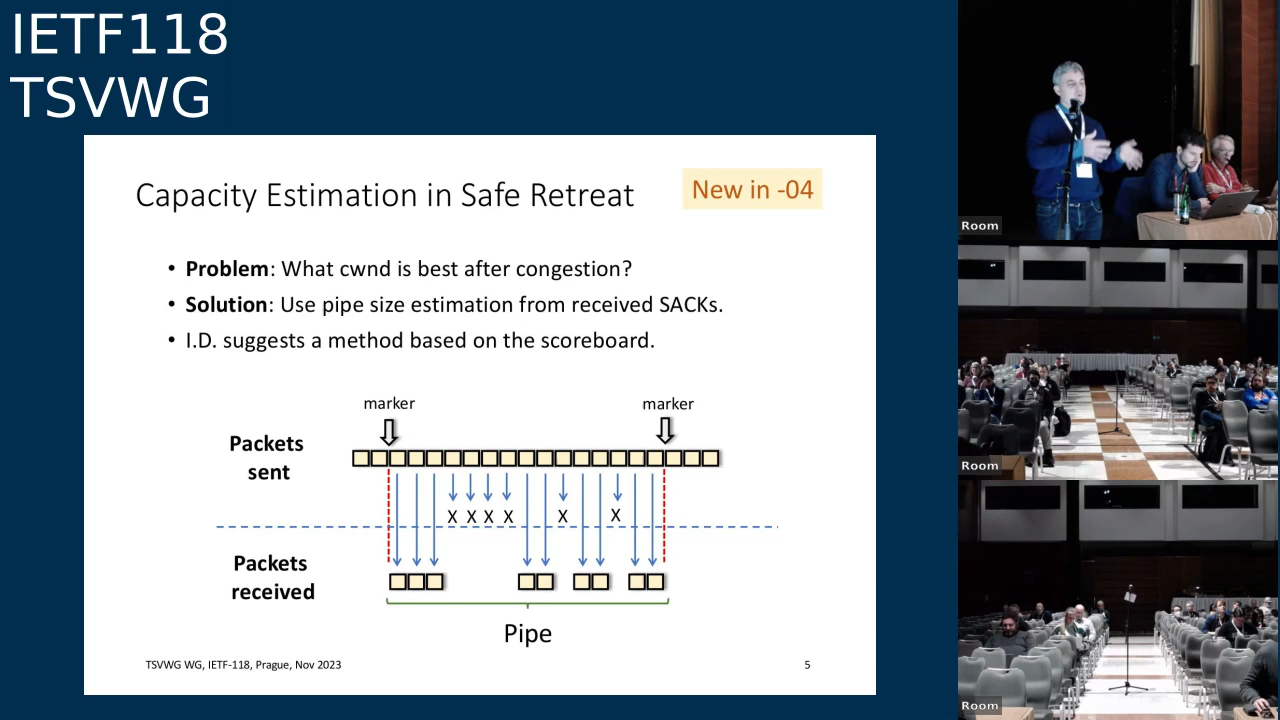 IETF118
TSVWG
Capacity Estimation in Safe Retreat
New in -04
• Problem: What cwnd is best after congestion?
• Solution: Use pipe size estimation from received SACKs.
• I.D. suggests a method based on the scoreboard.
marker
marker
Packets
sent
X X X X X X
Packets
received
Pipe
TSVWG WG, IETF-118, Prague, Nov 2023
5
Room
Room
Room